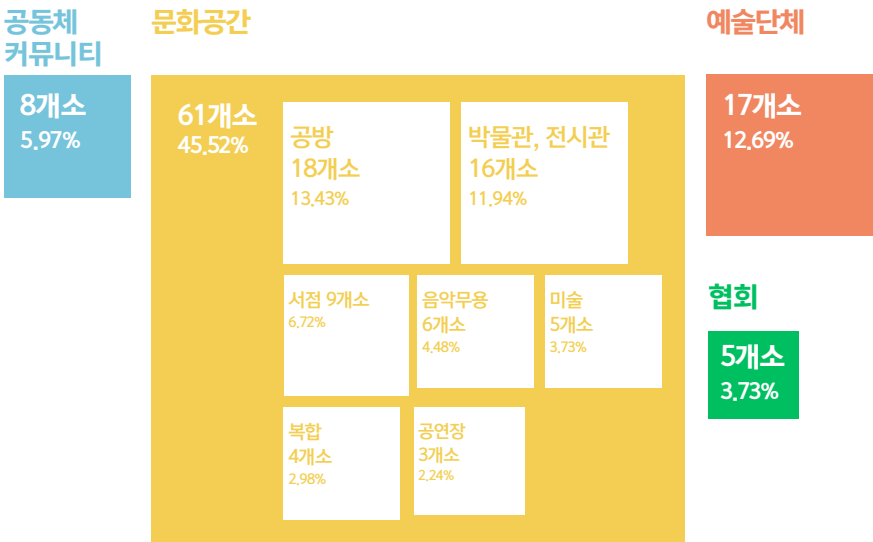 공동체
커뮤니티
8개소
5.97%
문화공간
61개소
45.52%
공방
18개소
13.43%
박물관, 전시관
16개소
11.94%
서점 9개소
6.72%
음악무용
6개소
4.48%
미술
5개소
3.73%
복합
4개소
2.98%
공연장
3개소
2.24%
예술단체
17개소
12.69%
협회
5개소
3.73%